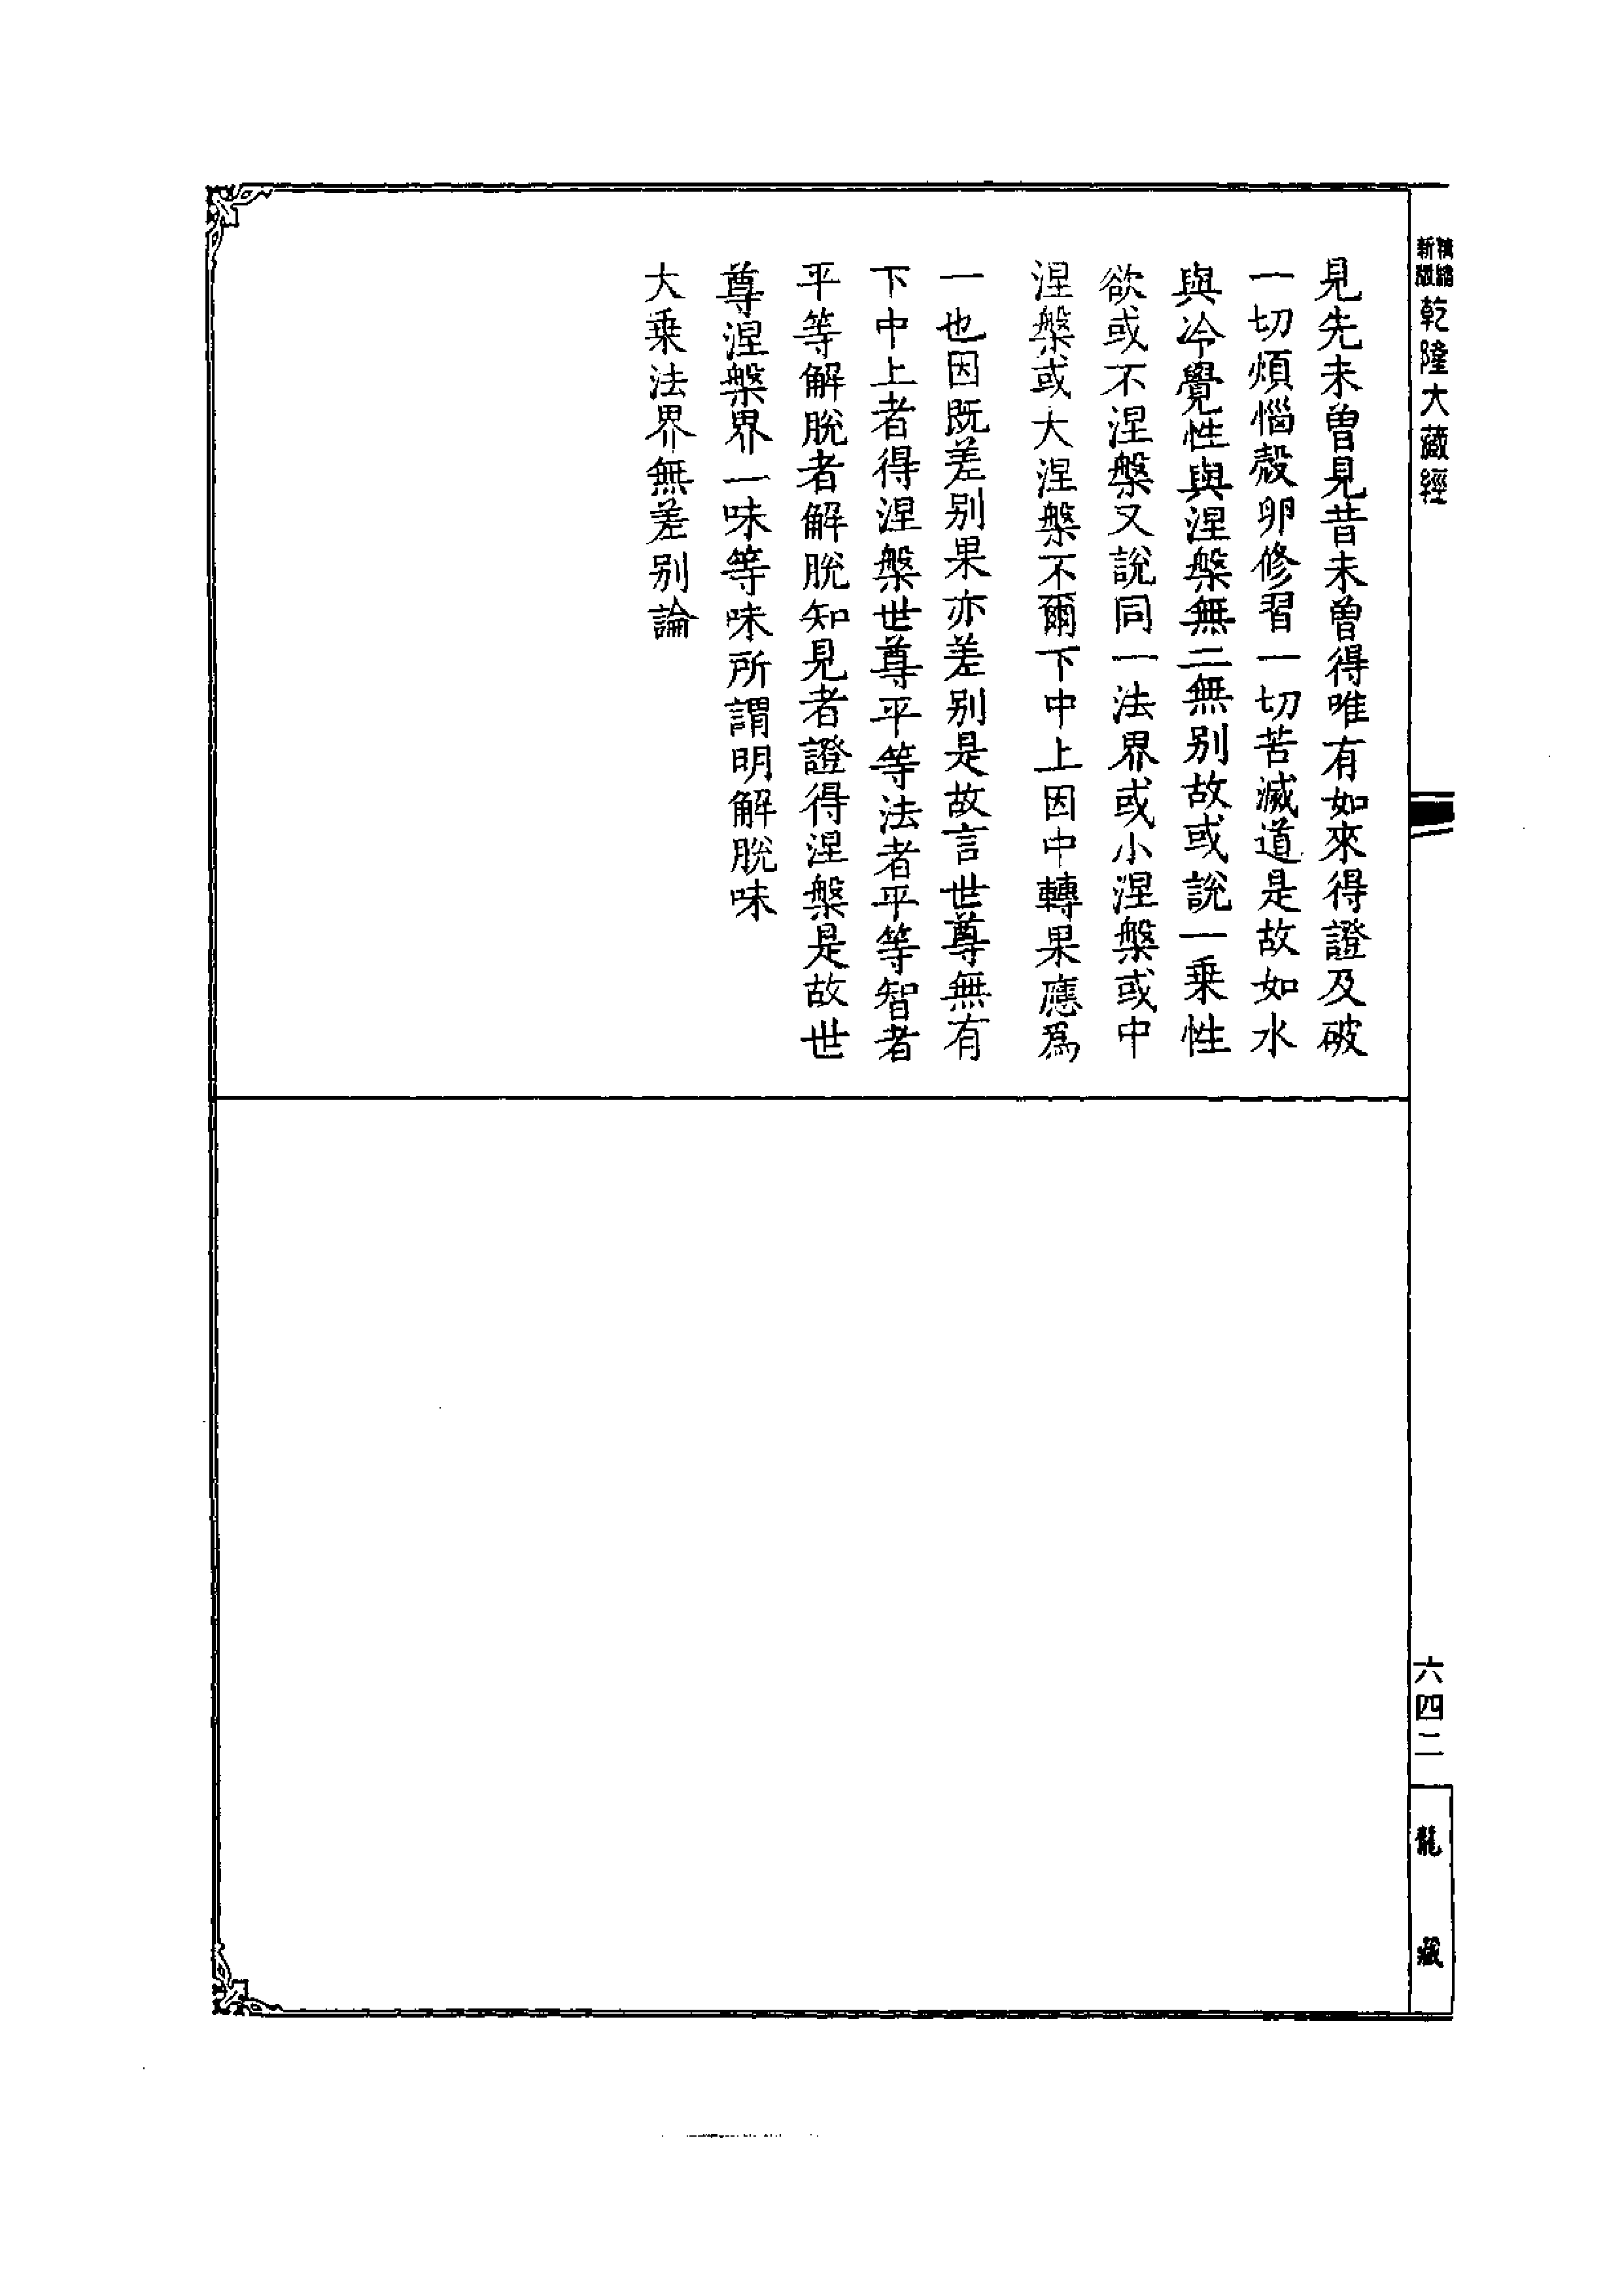 新版精縮乾隆大藏經
見先未曾見昔未曾得唯有如來得證及破
一切煩惱殻卵修習一切苦滅道是故如水
與冷覺性與涅槃無二無別故或說一乘性
欲或不涅槃又說同一法界或小涅槃或中
涅槃或大涅槃不爾下中上因中轉果應爲
一也因既差別果亦差別是故言世尊無有
下中上者得涅槃世尊平等法者平等智者
平等解脫者解脫知見者證得涅槃是故世
尊涅槃界一味等味所謂明解脫味
大乘法界無差別論
六四二
龍藏